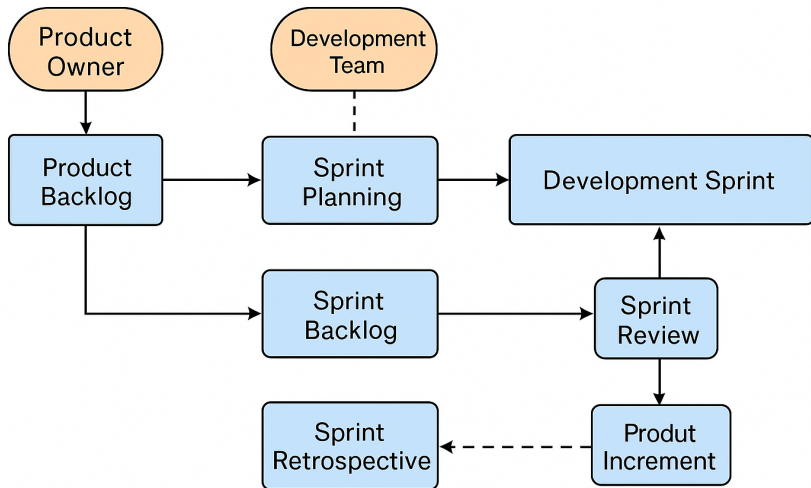 Product
Owner
Development
Team
Product
Backlog
Sprint
Planning
Development Sprint
Sprint
Backlog
Sprint
Review
Sprint
Retrospective
Produt
Increment